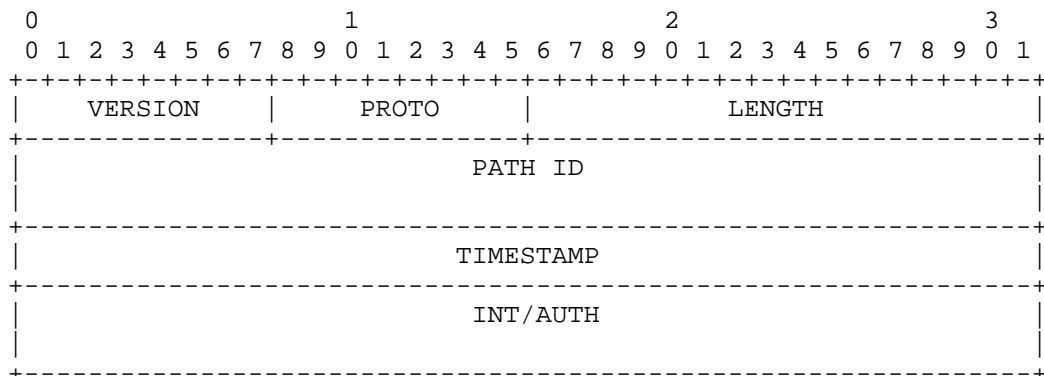 0                   1                   2                   3
0 1 2 3 4 5 6 7 8 9 0 1 2 3 4 5 6 7 8 9 0 1 2 3 4 5 6 7 8 9 0 1
+-+-+-+-+-+-+-+-+-+-+-+-+-+-+-+-+-+-+-+-+-+-+-+-+-+-+-+-+-+-+-+-+
|    VERSION    |     PROTO     |            LENGTH             |
+---------------+---------------+-------------------------------+
|                            PATH ID                            |
|                                                               |
+---------------------------------------------------------------+
|                           TIMESTAMP                           |
+---------------------------------------------------------------+
|                            INT/AUTH                           |
|                                                               |
+---------------------------------------------------------------+